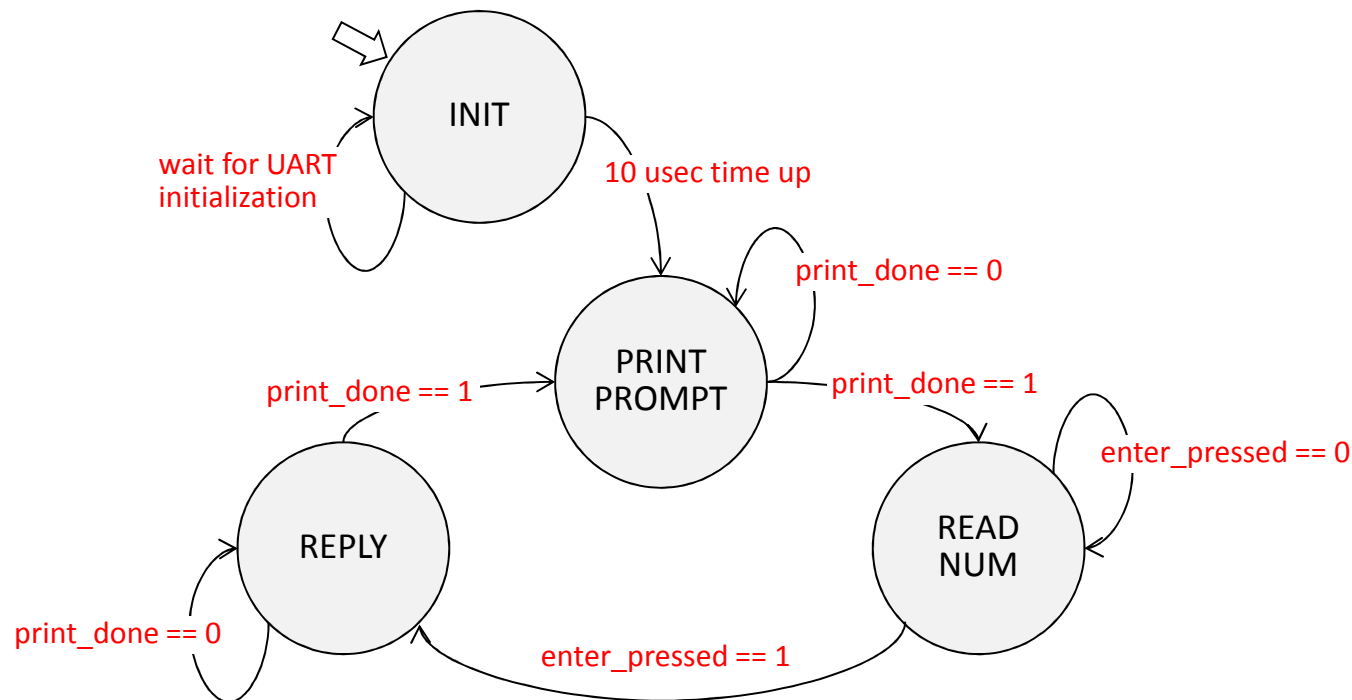 INIT
wait for UART
initialization
10 usec time up
print_done == 0
PRINT
PROMPT
print_done == 1
print_done == 1
enter_pressed == 0
REPLY
READ
NUM
print_done == 0
enter_pressed == 1